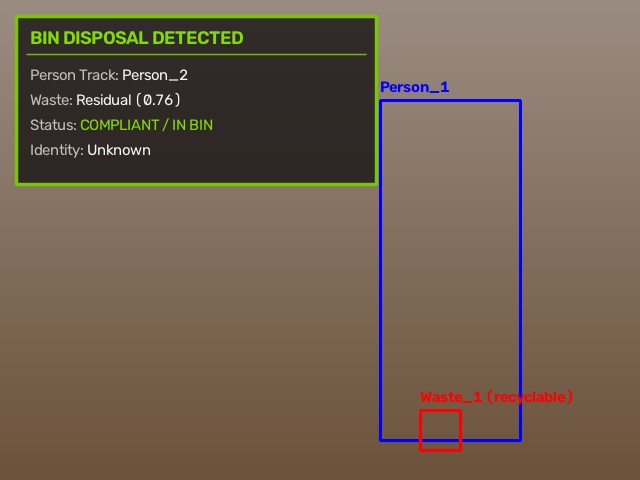 BIN DISPOSAL DETECTED
Person Track: Person_2
Waste: Residual (0.76)
Status: COMPLIANT / IN BIN
Identity: Unknown
Person_1
Waste_1 (recyclable)